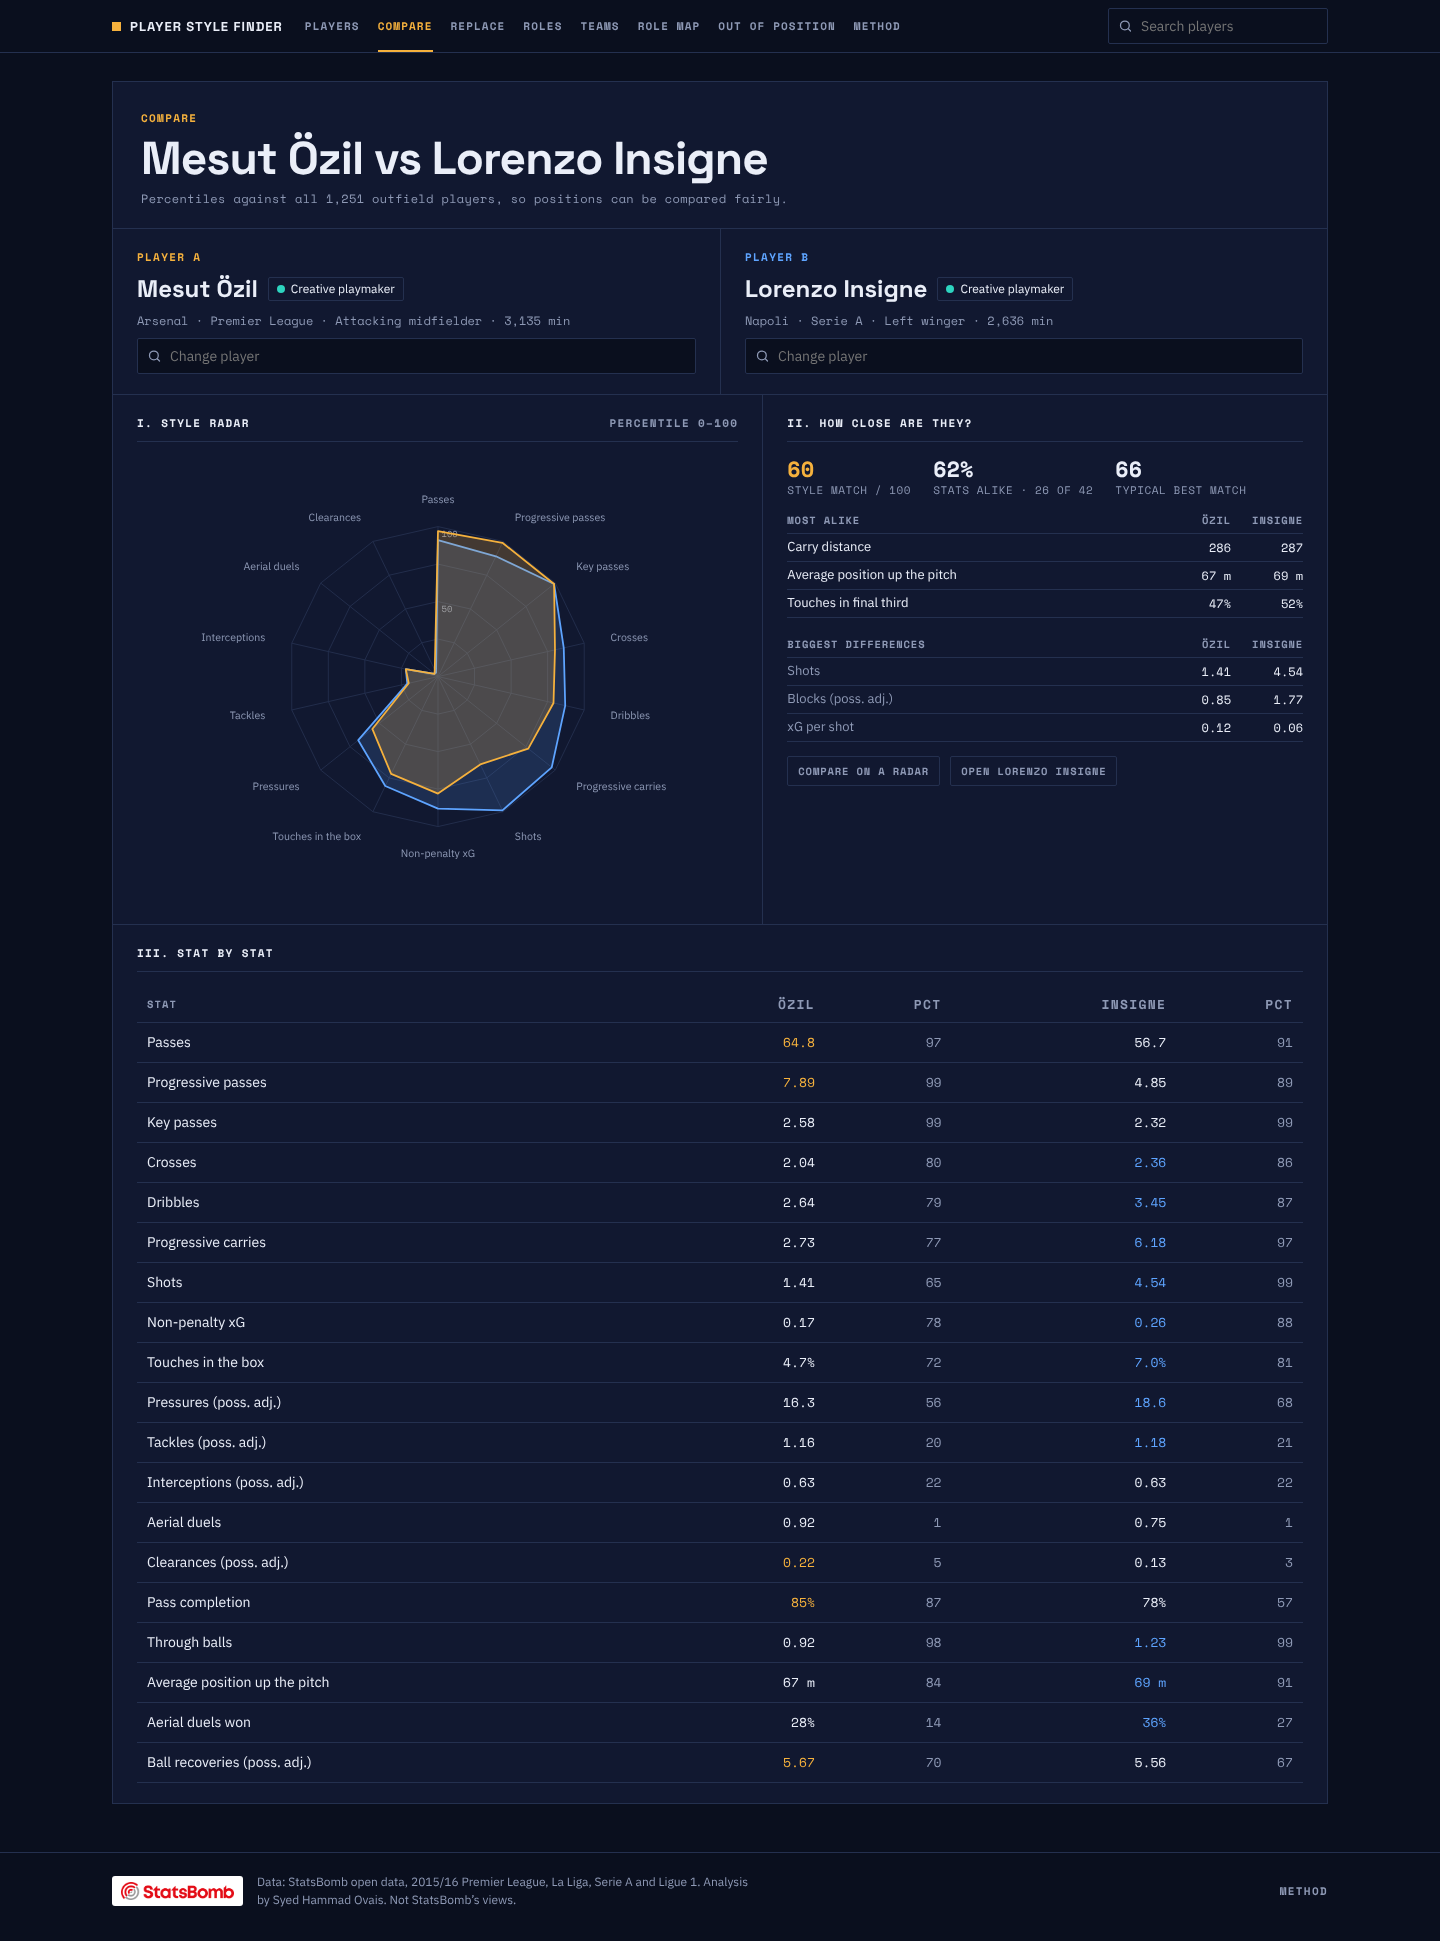 PLAYER STYLE FINDER PLAYERS COMPARE REPLACE ROLES TEAMS ROLE MAP OUT OF POSITION METHOD Search players
COMPARE
Mesut Özil vs Lorenzo Insigne
Percentiles against all 1,251 outfield players, so positions can be compared fairly.
PLAYER A
Mesut Özil Creative playmaker
Arsenal · Premier League · Attacking midfielder · 3,135 min
Change player
PLAYER B
Lorenzo Insigne Creative playmaker
Napoli · Serie A · Left winger · 2,636 min
Change player
I. STYLE RADAR PERCENTILE 0–100
Passes
Clearances Progressive passes
100
Aerial duels Key passes
50
Interceptions Crosses
Tackles Dribbles
Pressures Progressive carries
Touches in the box Shots
Non-penalty xG
II. HOW CLOSE ARE THEY?
60 62% 66
STYLE MATCH / 100 STATS ALIKE · 26 OF 42 TYPICAL BEST MATCH
MOST ALIKE ÖZIL INSIGNE
Carry distance 286 287
Average position up the pitch 67 m 69 m
Touches in final third 47% 52%
BIGGEST DIFFERENCES ÖZIL INSIGNE
Shots 1.41 4.54
Blocks (poss. adj.) 0.85 1.77
xG per shot 0.12 0.06
COMPARE ON A RADAR OPEN LORENZO INSIGNE
III. STAT BY STAT
STAT ÖZIL PCT INSIGNE PCT
Passes 64.8 97 56.7 91
Progressive passes 7.89 99 4.85 89
Key passes 2.58 99 2.32 99
Crosses 2.04 80 2.36 86
Dribbles 2.64 79 3.45 87
Progressive carries 2.73 77 6.18 97
Shots 1.41 65 4.54 99
Non-penalty xG 0.17 78 0.26 88
Touches in the box 4.7% 72 7.0% 81
Pressures (poss. adj.) 16.3 56 18.6 68
Tackles (poss. adj.) 1.16 20 1.18 21
Interceptions (poss. adj.) 0.63 22 0.63 22
Aerial duels 0.92 1 0.75 1
Clearances (poss. adj.) 0.22 5 0.13 3
Pass completion 85% 87 78% 57
Through balls 0.92 98 1.23 99
Average position up the pitch 67 m 84 69 m 91
Aerial duels won 28% 14 36% 27
Ball recoveries (poss. adj.) 5.67 70 5.56 67
StatsBomb
Data: StatsBomb open data, 2015/16 Premier League, La Liga, Serie A and Ligue 1. Analysis
by Syed Hammad Ovais. Not StatsBomb's views.
METHOD